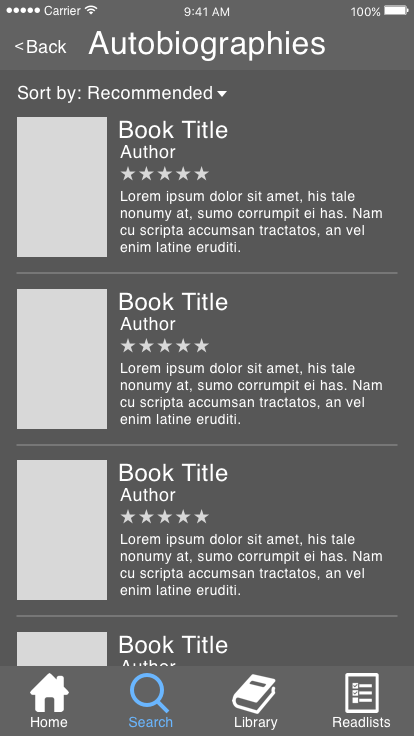 Carrier 9:41 AM 100%
<Back Autobiographies
Sort by: Recommended
Book Title
Author
Lorem ipsum dolor sit amet, his tale
nonumy at, sumo corrumpit ei has. Nam
cu scripta accumsan tractatos, an vel
enim latine eruditi.
Book Title
Author
Lorem ipsum dolor sit amet, his tale
nonumy at, sumo corrumpit ei has. Nam
cu scripta accumsan tractatos, an vel
enim latine eruditi.
Book Title
Author
Lorem ipsum dolor sit amet, his tale
nonumy at, sumo corrumpit ei has. Nam
cu scripta accumsan tractatos, an vel
enim latine eruditi.
Book Title
Author
Home Search Library Readlists